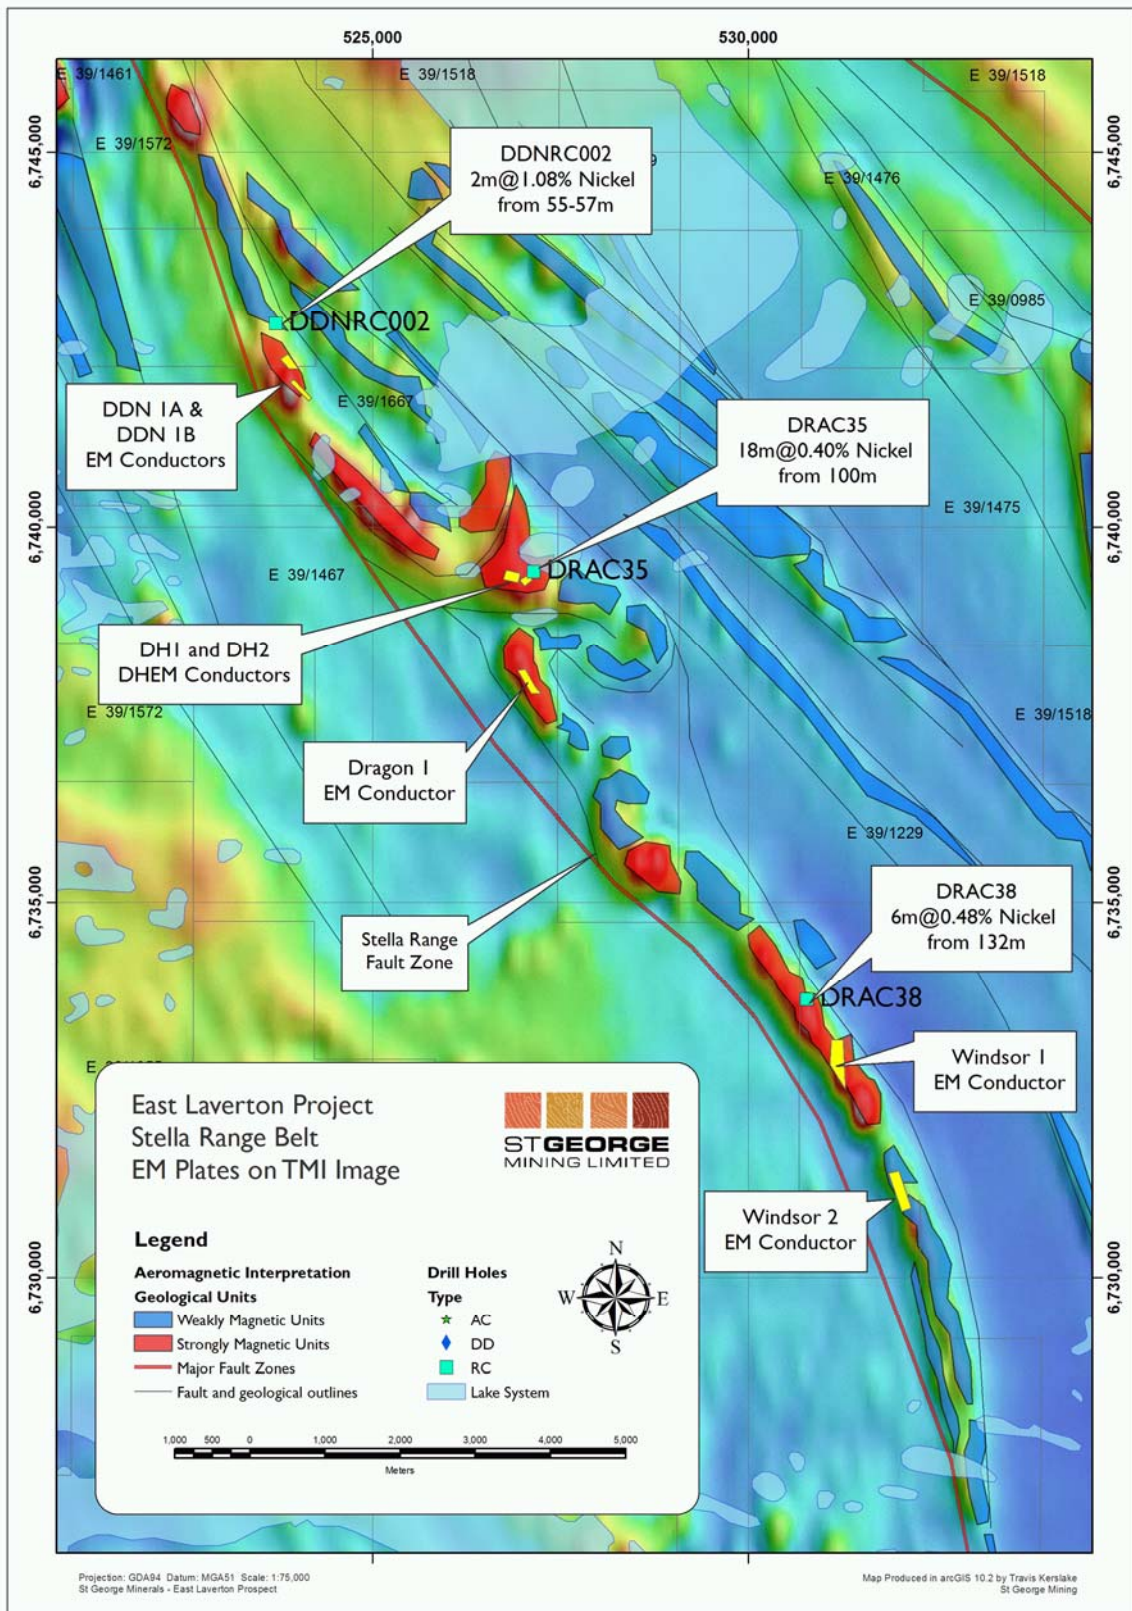 525,000
530,000
E 39/1461
E 39/1518
E 39/1518
6,745,000
6,745,000
E 39/1572
DDNRC002
2m@1.08% Nickel
from 55-57m
E 39/1476
E 39/0985
DDNRC002
DDN 1A &
DDN 1B
EM Conductors
E 39/1667
DRAC35
18m@0.40% Nickel
from 100m
E 39/1475
6,740,000
6,740,000
E 39/1467
DRAC35
DH1 and DH2
DHEM Conductors
E 39/1572
E 39/1518
Dragon 1
EM Conductor
E 39/1229
6,735,000
6,735,000
DRAC38
6m@0.48% Nickel
from 132m
Stella Range
Fault Zone
DRAC38
Windsor 1
EM Conductor
Windsor 2
EM Conductor
6,730,000
6,730,000
East Laverton Project
Stella Range Belt
EM Plates on TMI Image
ST GEORGE
MINING LIMITED
Legend
Aeromagnetic Interpretation
Geological Units
Weakly Magnetic Units
Strongly Magnetic Units
Major Fault Zones
Fault and geological outlines
Drill Holes
Type
AC
DD
RC
Lake System
N
W
E
S
1,000 500 0 1,000 2,000 3,000 4,000 5,000
Meters
Projection: GDA94 Datum: MGA51 Scale: 1:75,000
St George Minerals - East Laverton Prospect
Map Produced in arcGIS 10.2 by Travis Kerslake
St George Mining